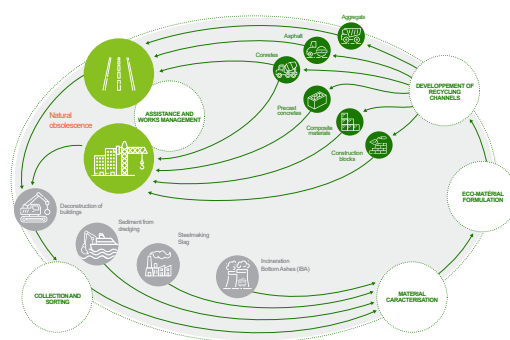 Aggregats
Asphalt
Concretes
DEVELOPPEMENT OF
RECYCLING
CHANNELS
Natural
obsolescence
ASSISTANCE AND
WORKS MANAGEMENT
Precast
concretes
Composite
materials
Construction
blocks
ECO-MATERIAL
FORMULATION
Deconstruction of
buildings
Sediment from
dredging
Steelmaking
Slag
Incineration
Bottom Ashes (IBA)
COLLECTION AND
SORTING
MATERIAL
CARACTERISATION